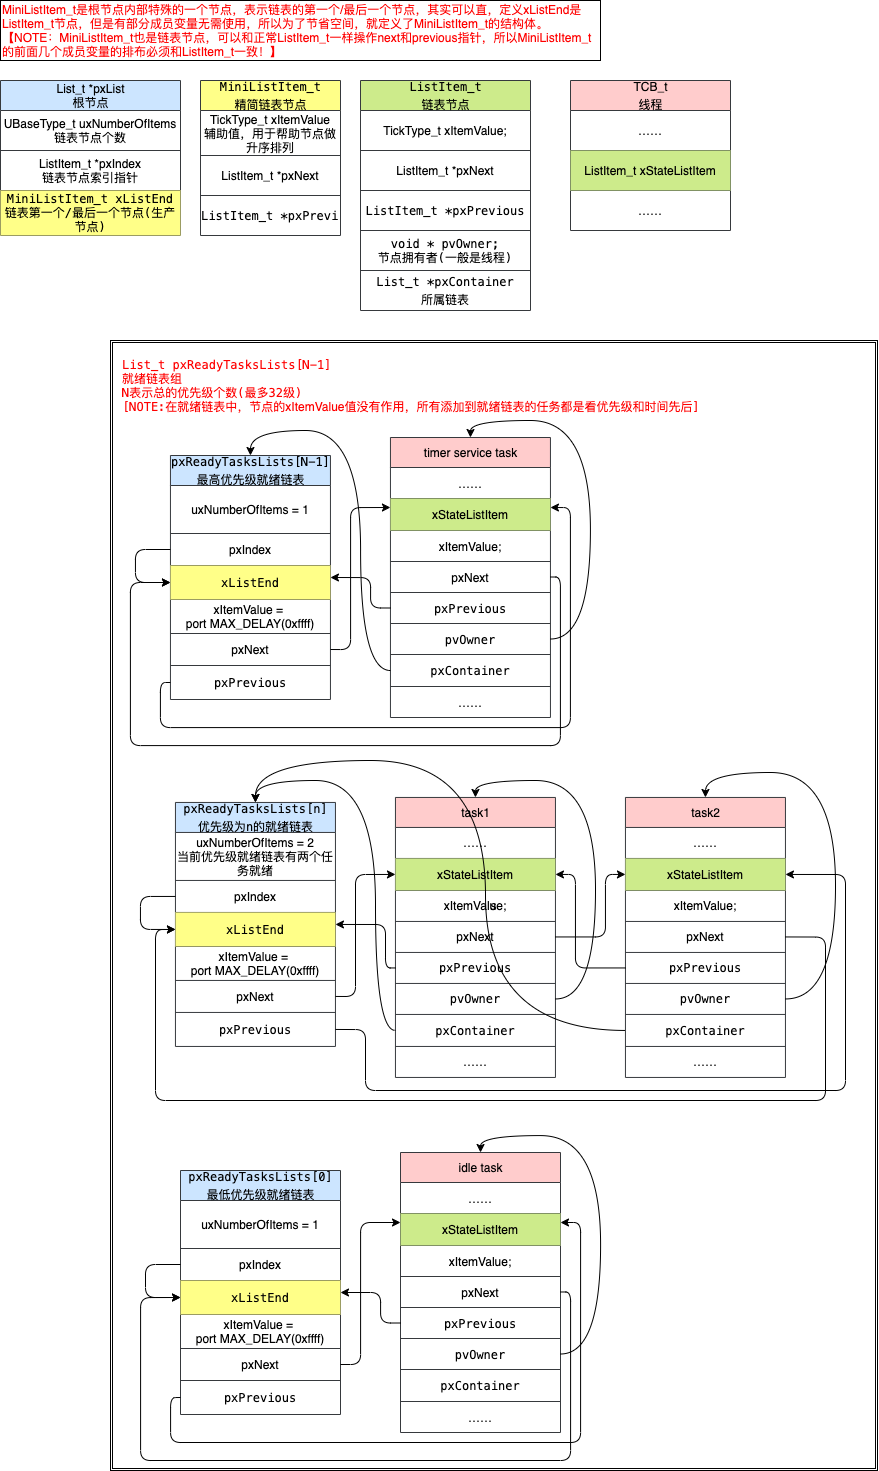 MiniListItem_t是根节点内部特殊的一个节点，表示链表的第一个/最后一个节点，其实可以直，定义xListEnd是
ListItem_t节点，但是有部分成员变量无需使用，所以为了节省空间，就定义了MiniListItem_t的结构体。
【NOTE：MiniListItem_t也是链表节点，可以和正常ListItem_t一样操作next和previous指针，所以MiniListItem_t
的前面几个成员变量的排布必须和ListItem_t一致！】
List_t *pxList
根节点
UBaseType_t uxNumberOfItems
链表节点个数
ListItem_t *pxIndex
链表节点索引指针
MiniListItem_t xListEnd
链表第一个/最后一个节点(生产
节点)
MiniListItem_t
精简链表节点
TickType_t xItemValue
辅助值，用于帮助节点做
升序排列
ListItem_t *pxNext
ListItem_t *pxPrevi
ListItem_t
链表节点
TickType_t xItemValue;
ListItem_t *pxNext
ListItem_t *pxPrevious
void * pvOwner;
节点拥有者(一般是线程)
List_t *pxContainer
所属链表
TCB_t
线程
......
ListItem_t xStateListItem
......
List_t pxReadyTasksLists[N-1]
就绪链表组
N表示总的优先级个数(最多32级)
[NOTE:在就绪链表中，节点的xItemValue值没有作用，所有添加到就绪链表的任务都是看优先级和时间先后]
pxReadyTasksLists[N-1]
最高优先级就绪链表
uxNumberOfItems = 1
pxIndex
xListEnd
xItemValue =
port MAX_DELAY(0xffff)
pxNext
pxPrevious
timer service task
......
xStateListItem
xItemValue;
pxNext
pxPrevious
pvOwner
pxContainer
......
pxReadyTasksLists[n]
优先级为n的就绪链表
uxNumberOfItems = 2
当前优先级就绪链表有两个任
务就绪
pxIndex
xListEnd
xItemValue =
port MAX_DELAY(0xffff)
pxNext
pxPrevious
task1
......
xStateListItem
xItemValue;
pxNext
pxPrevious
pvOwner
pxContainer
......
task2
......
xStateListItem
xItemValue;
pxNext
pxPrevious
pvOwner
pxContainer
......
pxReadyTasksLists[0]
最低优先级就绪链表
uxNumberOfItems = 1
pxIndex
xListEnd
xItemValue =
port MAX_DELAY(0xffff)
pxNext
pxPrevious
idle task
......
xStateListItem
xItemValue;
pxNext
pxPrevious
pvOwner
pxContainer
......